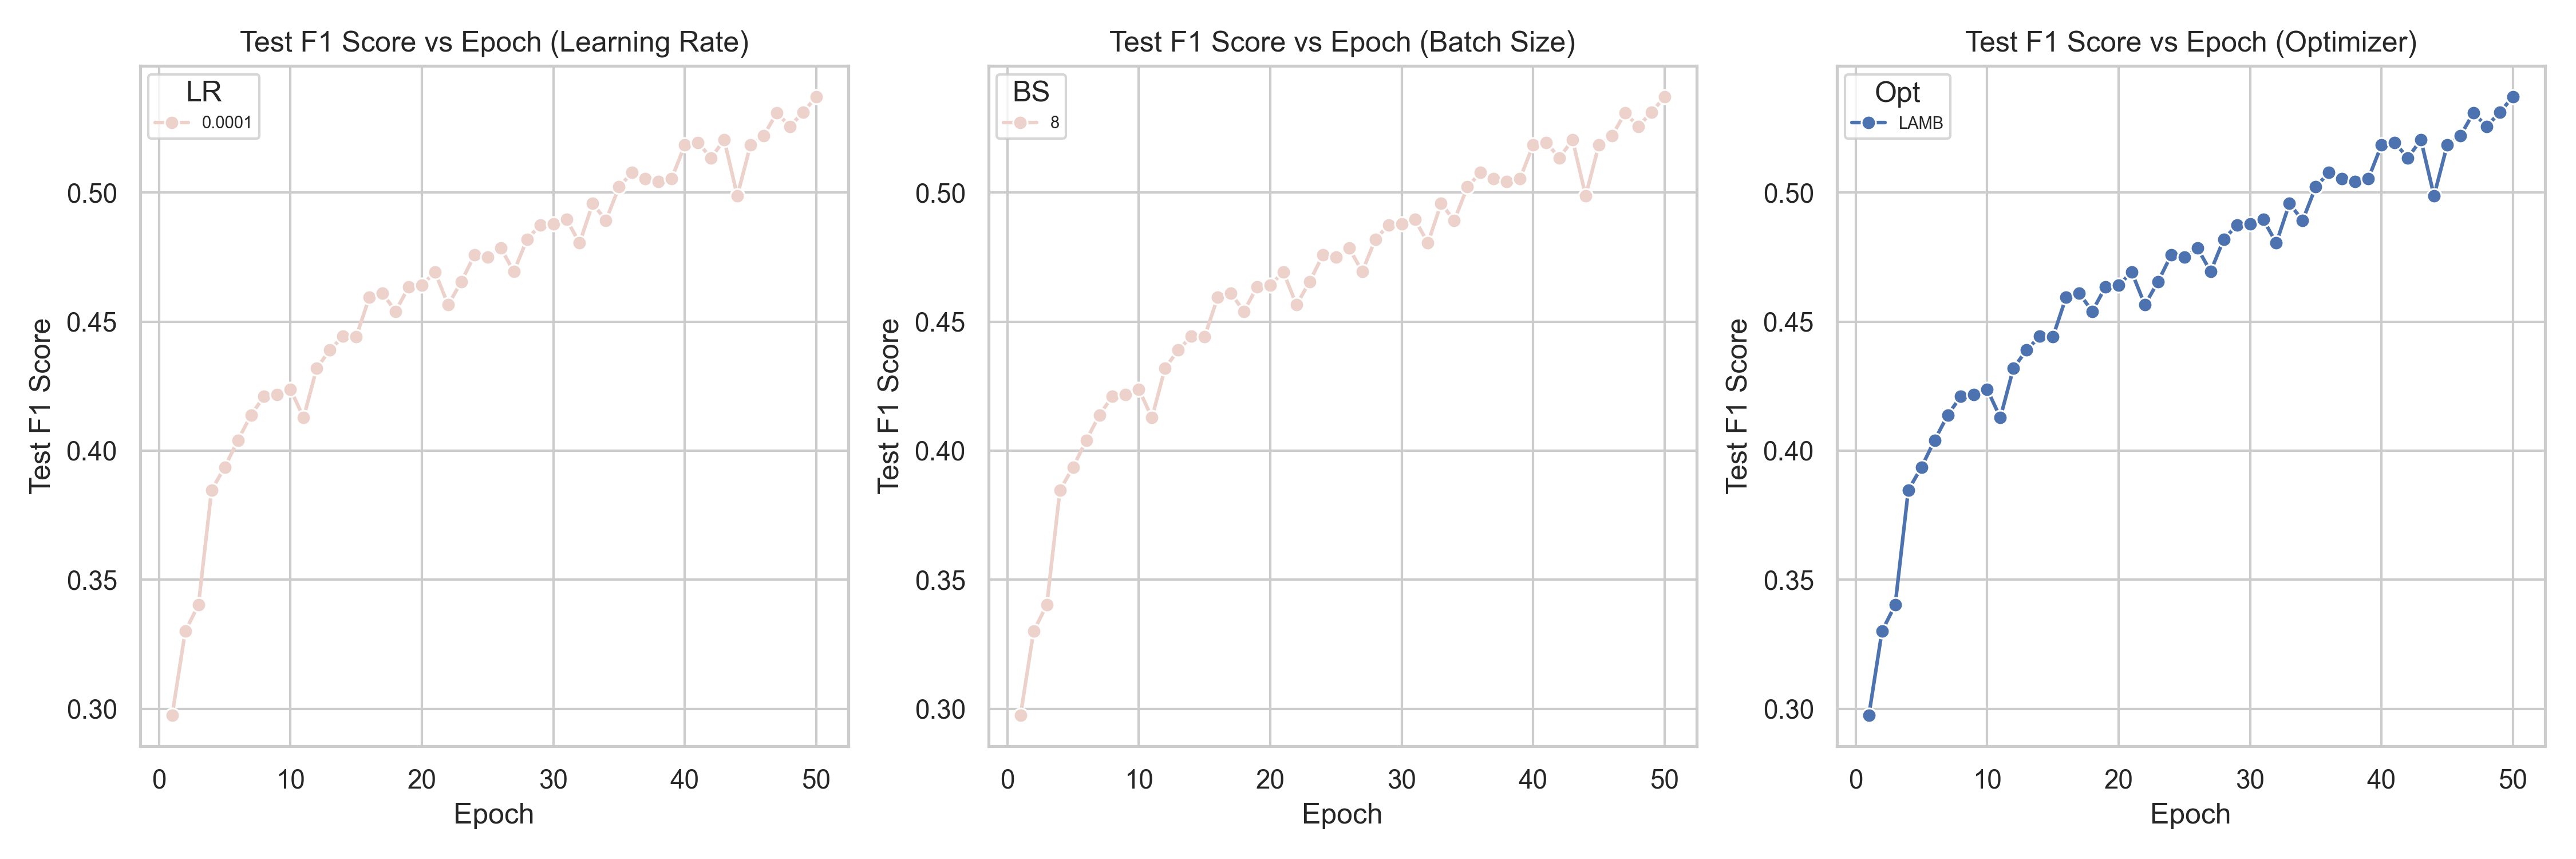 Test F1 Score vs Epoch (Learning Rate)
LR
0.0001
Test F1 Score
0.50
0.45
0.40
0.35
0.30
0 10 20 30 40 50
Epoch
Test F1 Score vs Epoch (Batch Size)
BS
8
Test F1 Score
0.50
0.45
0.40
0.35
0.30
0 10 20 30 40 50
Epoch
Test F1 Score vs Epoch (Optimizer)
Opt
LAMB
Test F1 Score
0.50
0.45
0.40
0.35
0.30
0 10 20 30 40 50
Epoch